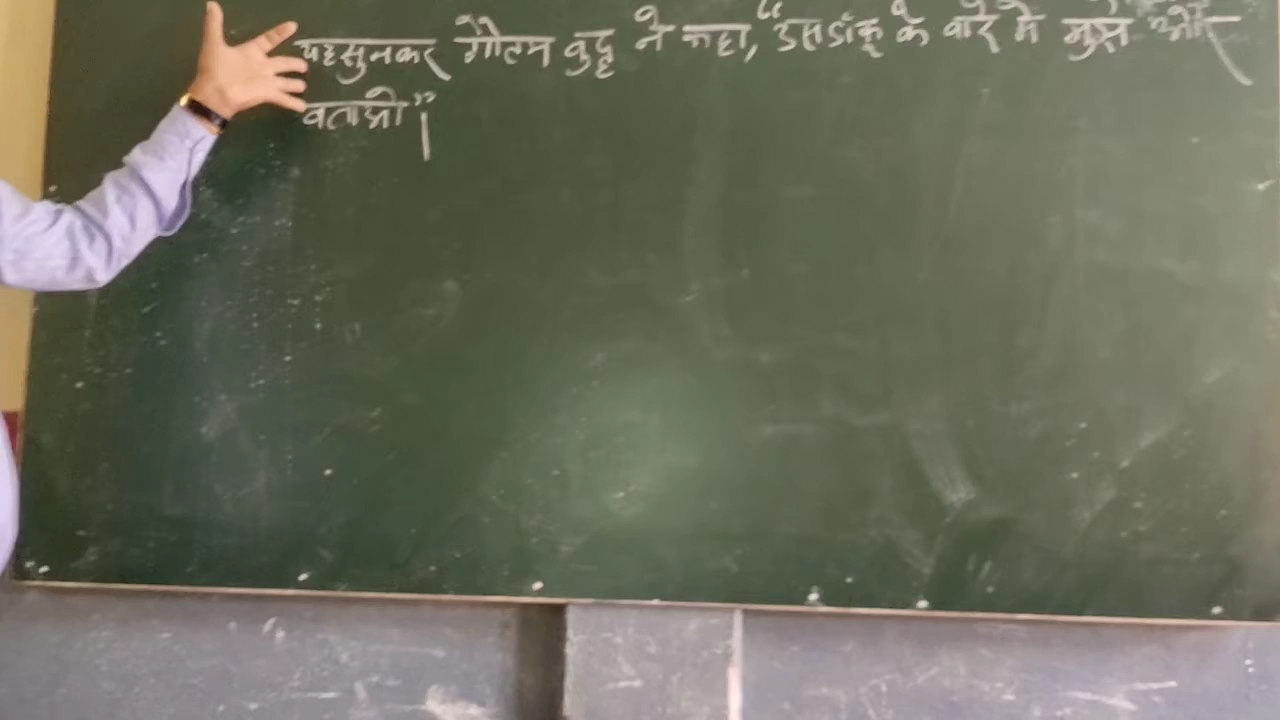 यह सुनकर गौतम बुद्ध ने कहा, "उस डाँकू के बारे में मुझे और
बताओ"।